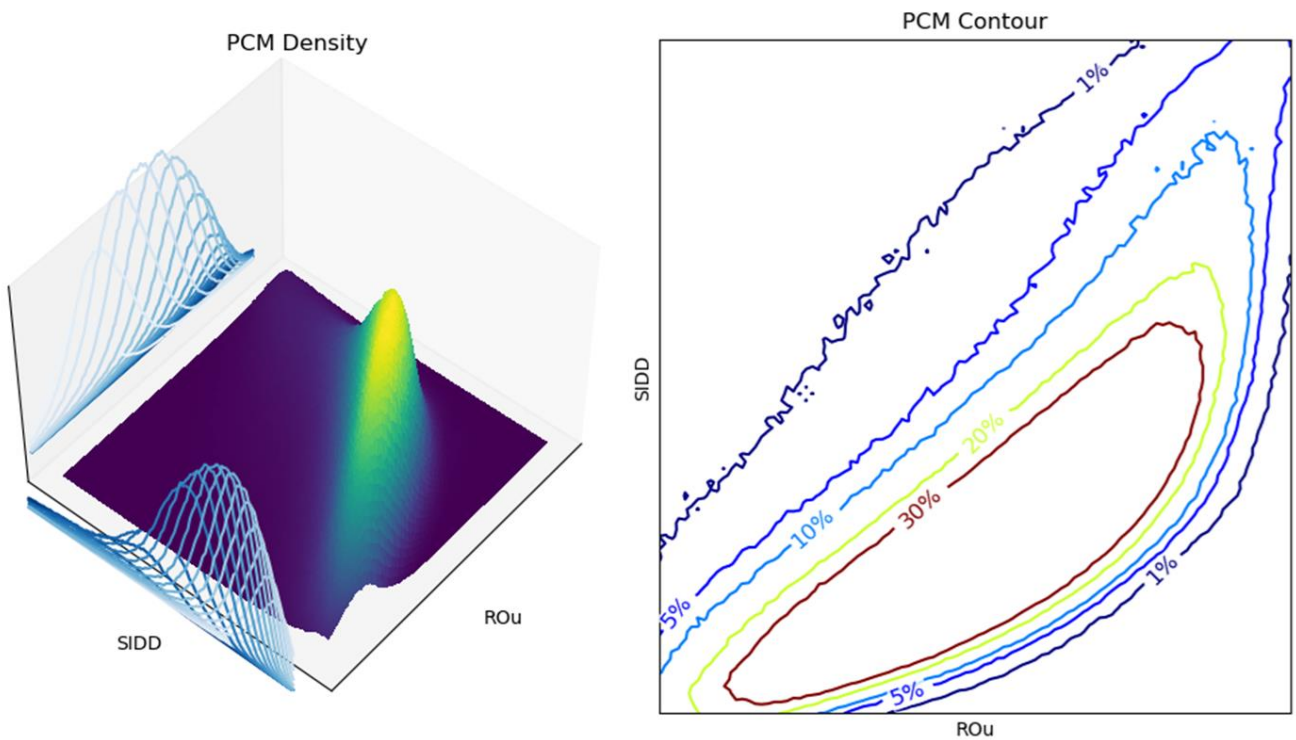 PCM Density
SIDD
ROu
PCM Contour
SIDD
1%
20%
30%
10%
1%
5%
5%
ROu